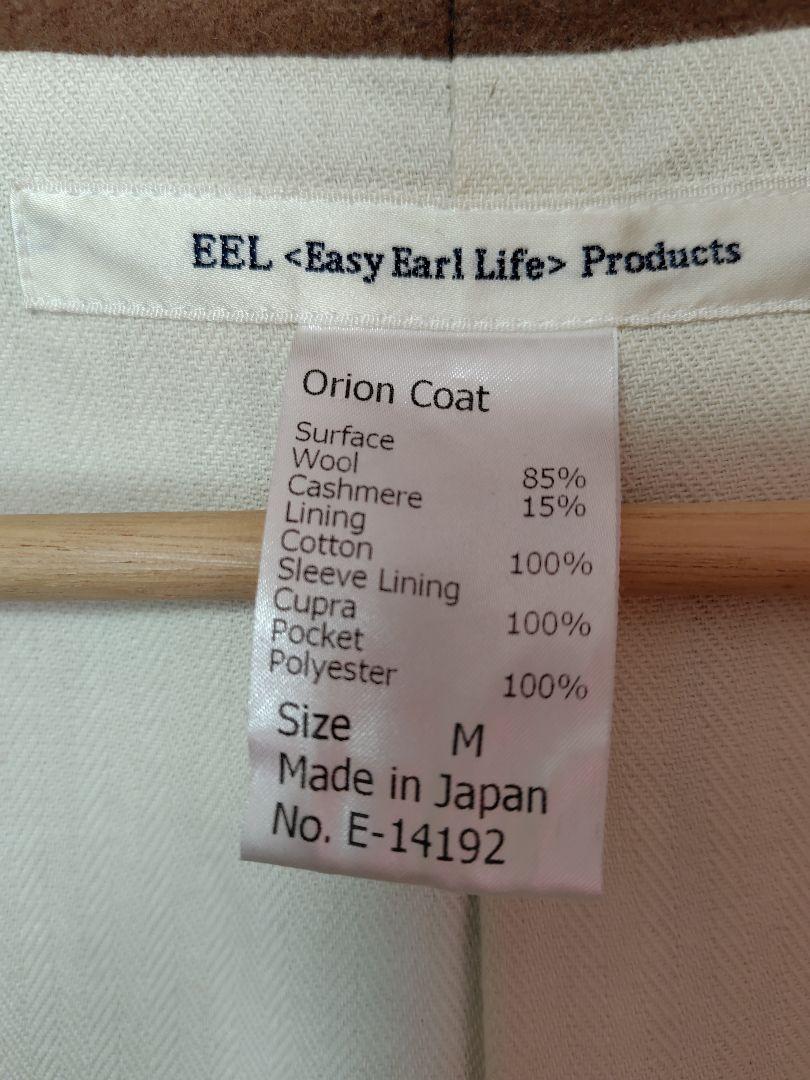 EEL <Easy Earl Life> Products
Orion Coat
Surface
Wool 85%
Cashmere 15%
Lining
Cotton 100%
Sleeve Lining
Cupra 100%
Pocket
Polyester 100%
Size M
Made in Japan
No. E-14192